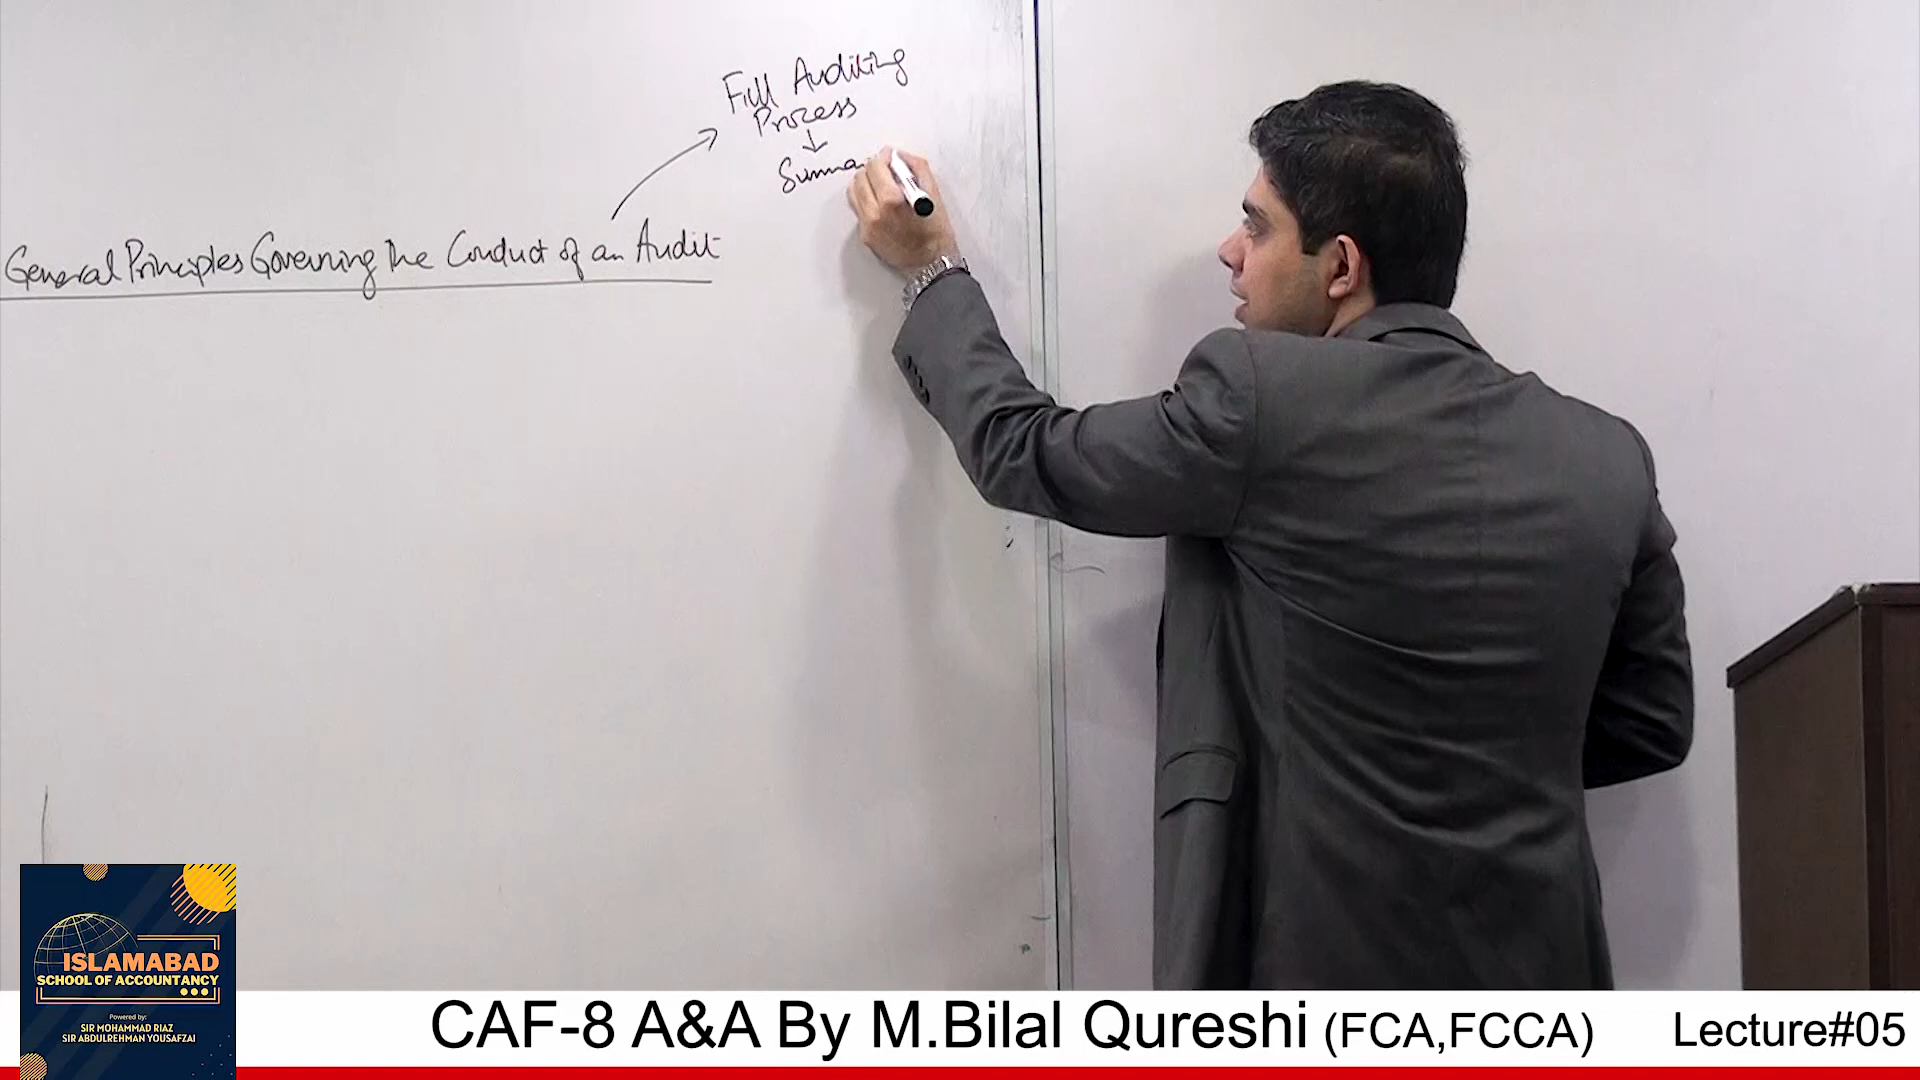 Full Auditing
Process
↓
Summa
General Principles Governing the Conduct of an Audit
ISLAMABAD
SCHOOL OF ACCOUNTANCY
Powered by:
SIR MOHAMMAD RIAZ
SIR ABDULREHMAN YOUSAFZAI
CAF-8 A&A By M.Bilal Qureshi (FCA,FCCA)
Lecture#05